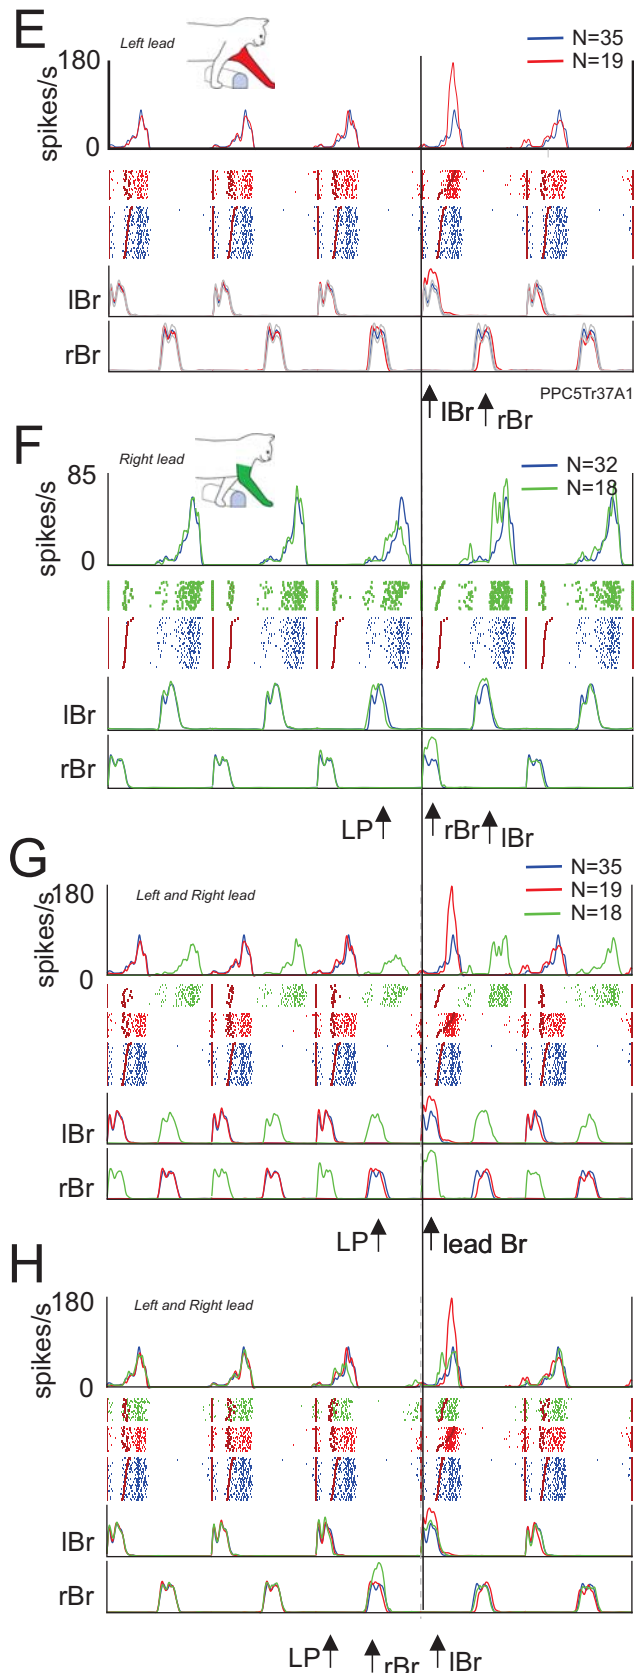 E
Left lead
180
N=35
N=19
spikes/s
0
lBr
rBr
PPC5Tr37A1
lBr
rBr
F
Right lead
85
N=32
N=18
spikes/s
0
lBr
rBr
LP
rBr
lBr
G
180
Left and Right lead
N=35
N=19
N=18
spikes/s
0
lBr
rBr
LP
lead Br
H
180
Left and Right lead
spikes/s
0
lBr
rBr
LP
rBr
lBr